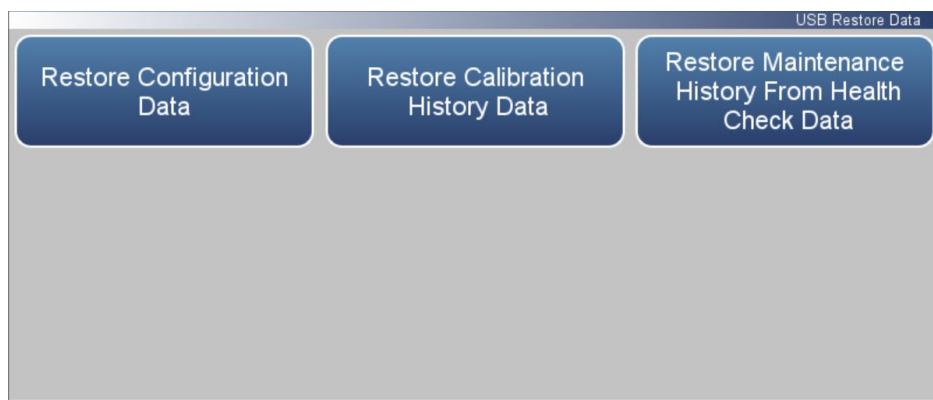 USB Restore Data
Restore Configuration
Data
Restore Calibration
History Data
Restore Maintenance
History From Health
Check Data